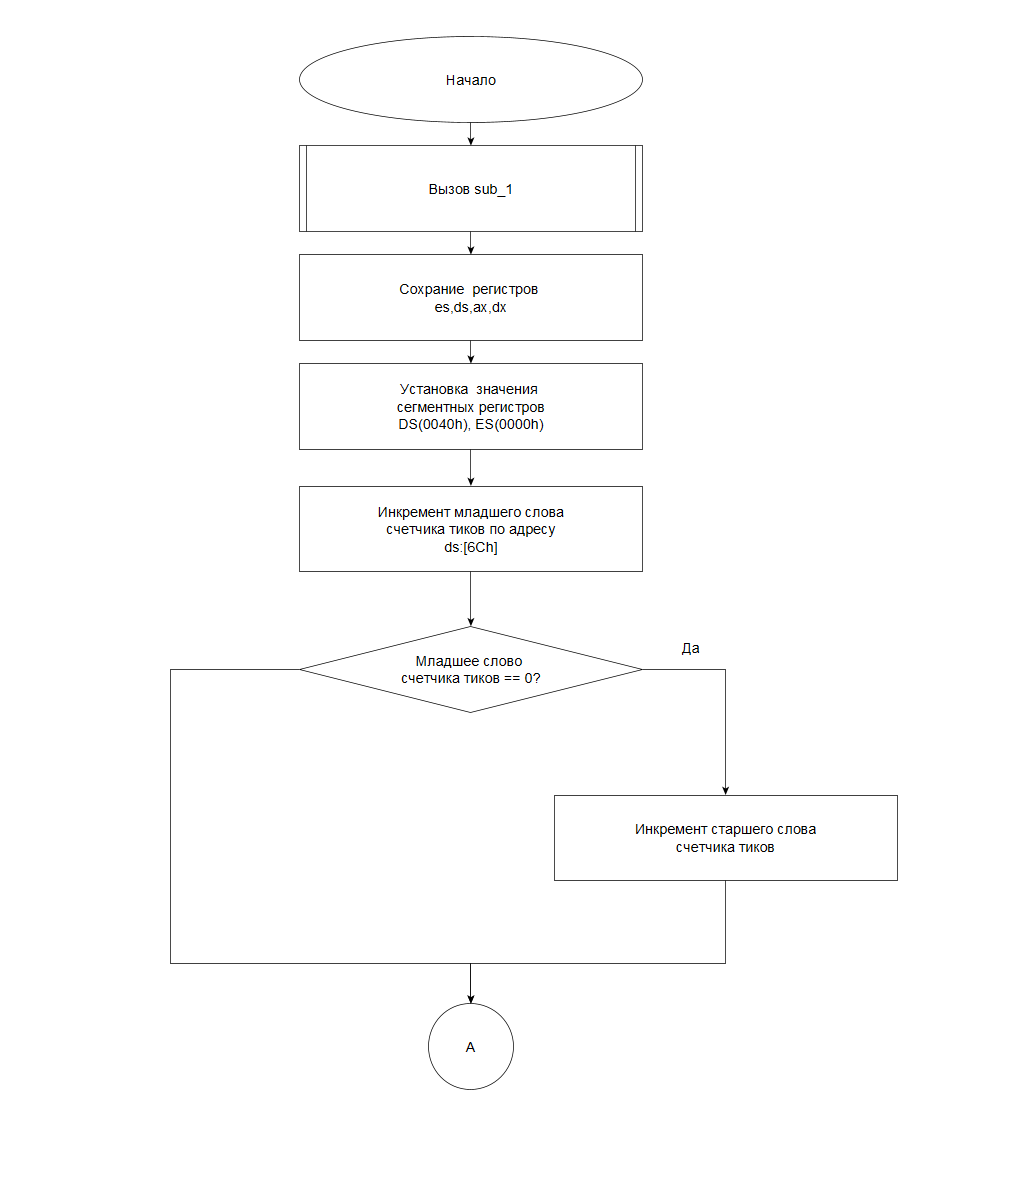 Начало
Вызов sub_1
Сохрание регистров
es,ds,ax,dx
Установка значения
сегментных регистров
DS(0040h), ES(0000h)
Инкремент младшего слова
счетчика тиков по адресу
ds:[6Ch]
Младшее слово
счетчика тиков == 0?
Да
Инкремент старшего слова
счетчика тиков
A